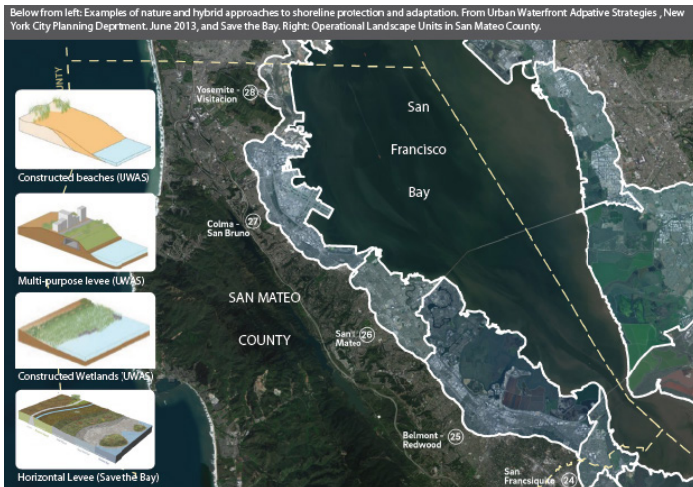 Below from left: Examples of nature and hybrid approaches to shoreline protection and adaptation. From Urban Waterfront Adpative Strategies , New
York City Planning Deprtment. June 2013, and Save the Bay. Right: Operational Landscape Units in San Mateo County.
UNTY
Yosemite -
Visitacion
28
San
Francisco
Bay
Constructed beaches (UWAS)
Colma -
San Bruno
27
Multi-purpose levee (UWAS)
SAN MATEO
COUNTY
San
Mateo
26
Constructed Wetlands (UWAS)
Belmont -
Redwood
25
Horizontal Levee (Save the Bay)
San
Francsiquite
24